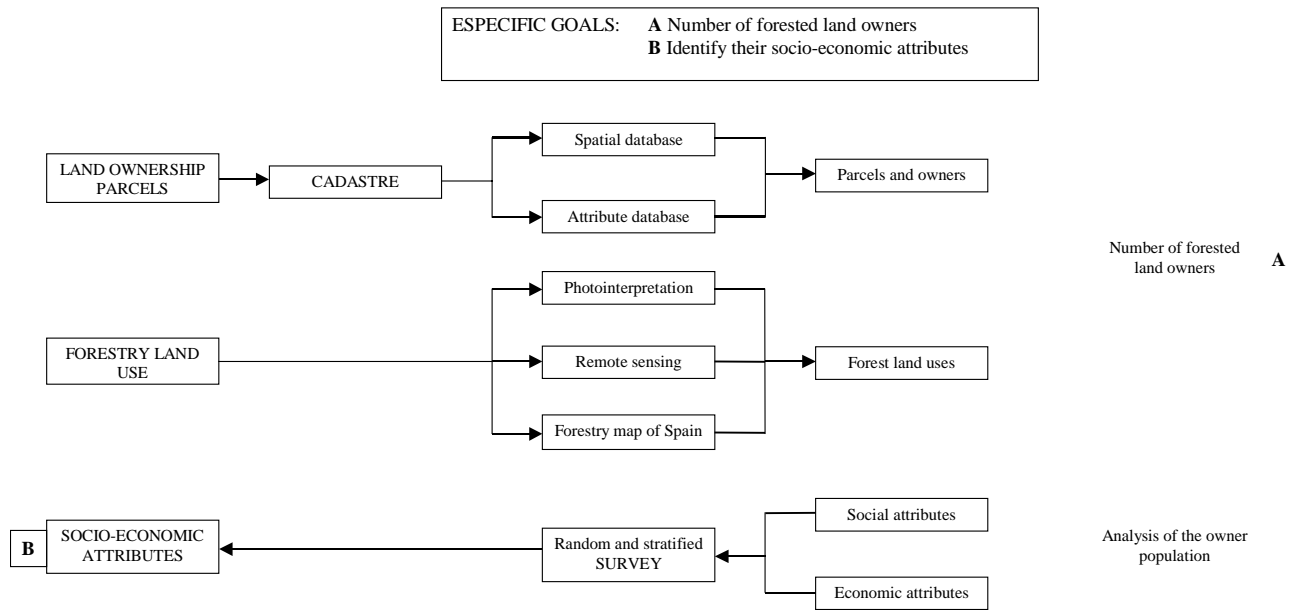 ESPECIFIC GOALS: A Number of forested land owners
B Identify their socio-economic attributes
LAND OWNERSHIP
PARCELS
CADASTRE
Spatial database
Attribute database
Parcels and owners
Number of forested
land owners
A
FORESTRY LAND
USE
Photointerpretation
Remote sensing
Forestry map of Spain
Forest land uses
B
SOCIO-ECONOMIC
ATTRIBUTES
Random and stratified
SURVEY
Social attributes
Economic attributes
Analysis of the owner
population